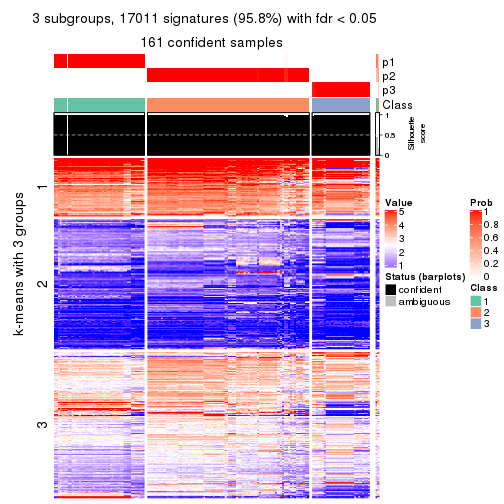 3 subgroups, 17011 signatures (95.8%) with fdr < 0.05
161 confident samples
p1
p2
p3
Class
1
0.5
0
Silhouette
score
k-means with 3 groups
1
2
3
Value
5
4
3
2
1
Status (barplots)
confident
ambiguous
Prob
1
0.8
0.6
0.4
0.2
0
Class
1
2
3